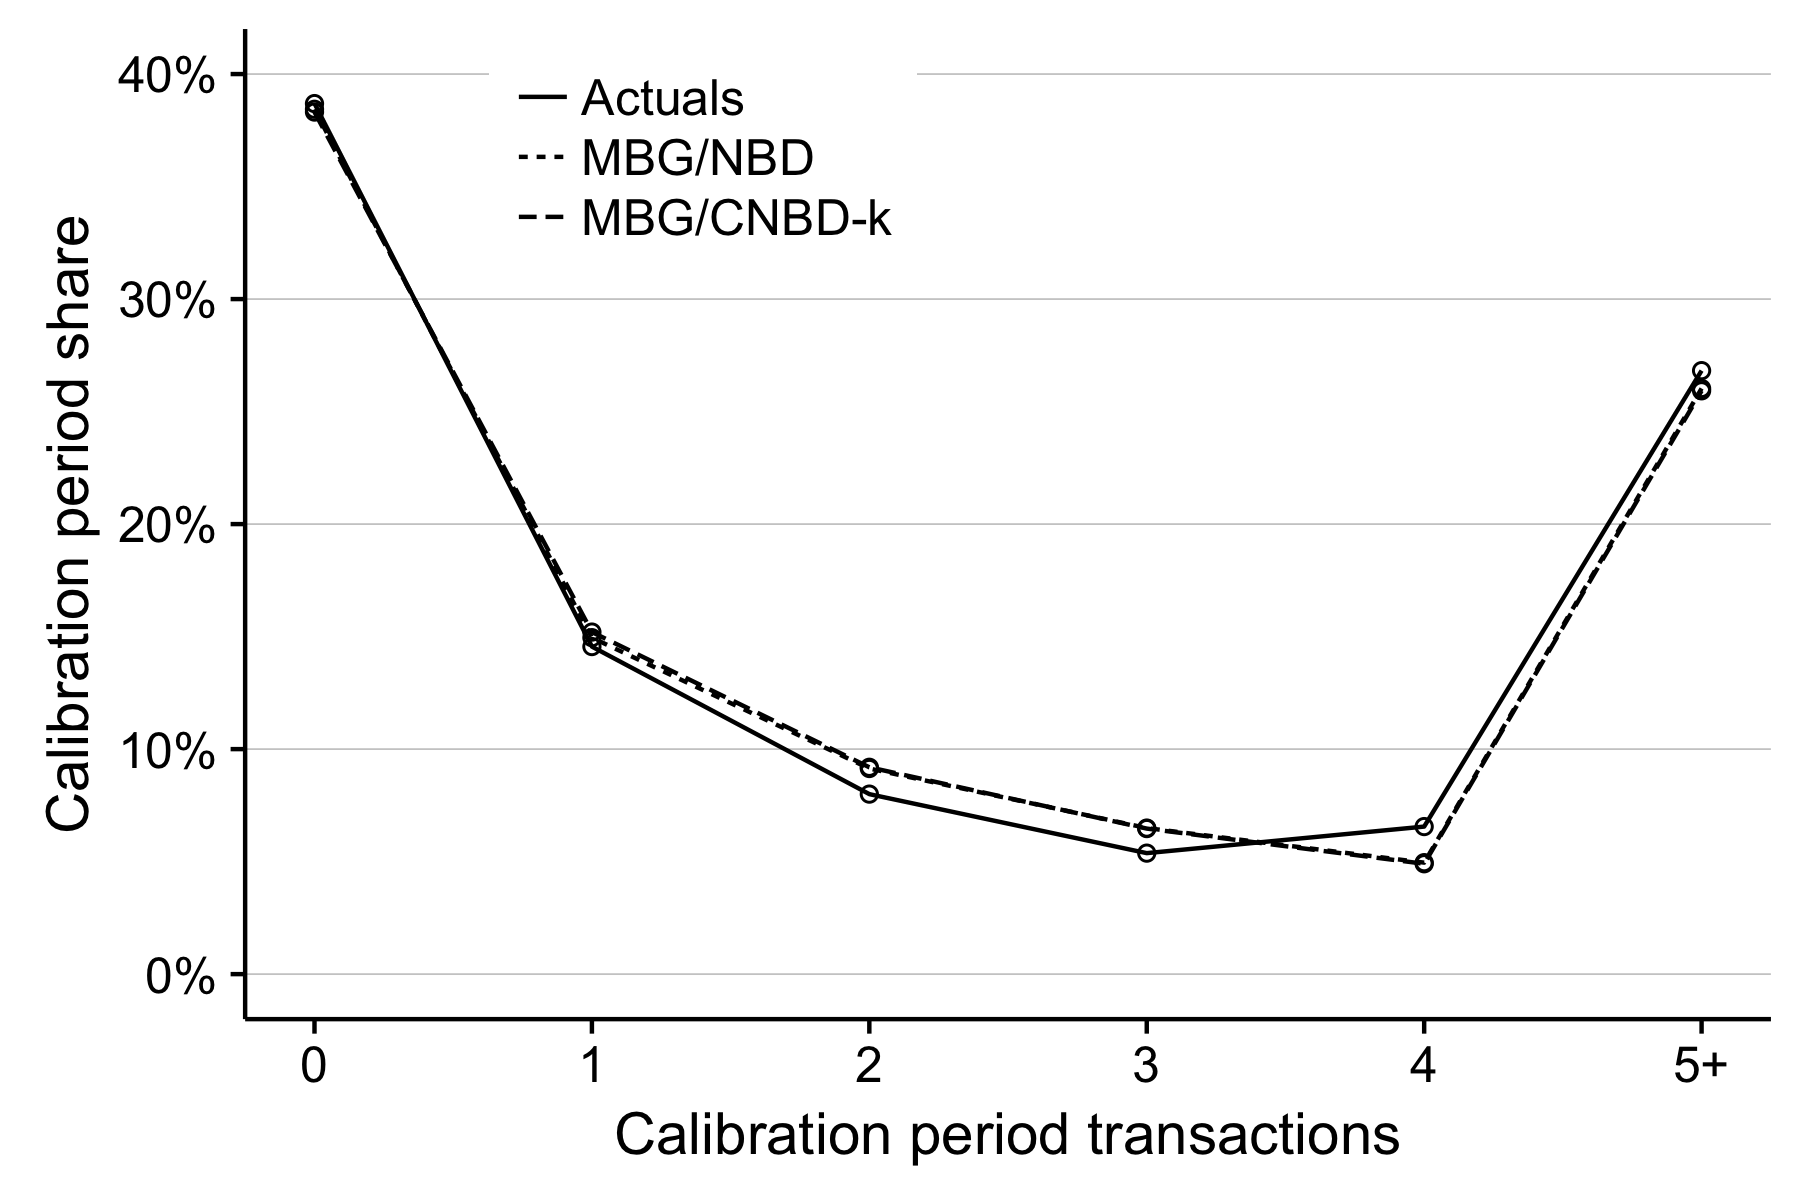 Calibration period share
40%
30%
20%
10%
0%
Actuals
MBG/NBD
MBG/CNBD-k
0 1 2 3 4 5+
Calibration period transactions